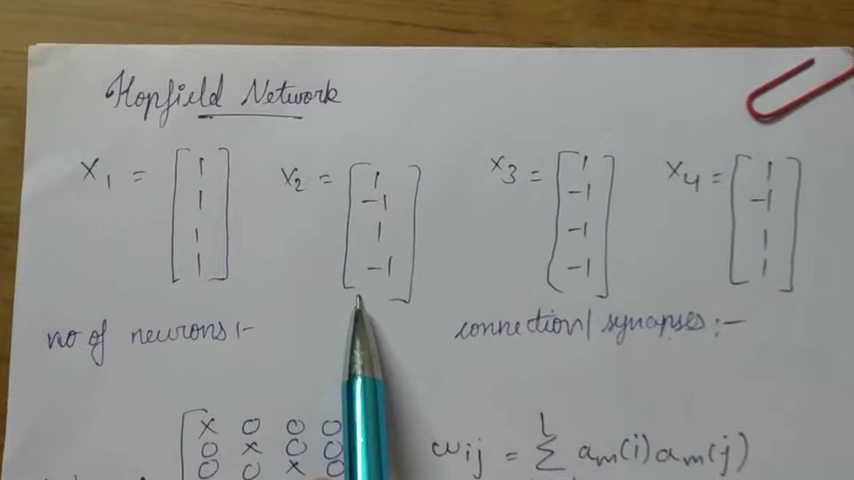 Hopfield Network
X1 = [1 1 1 1] X2 = [1 -1 1 -1] X3 = [1 -1 -1 -1] X4 = [1 -1 1 1]
no of neurons :- connection/synapses :-
[x 0 0 0
0 x 0 0 wij = Σ am(i) am(j)
0 0 x 0